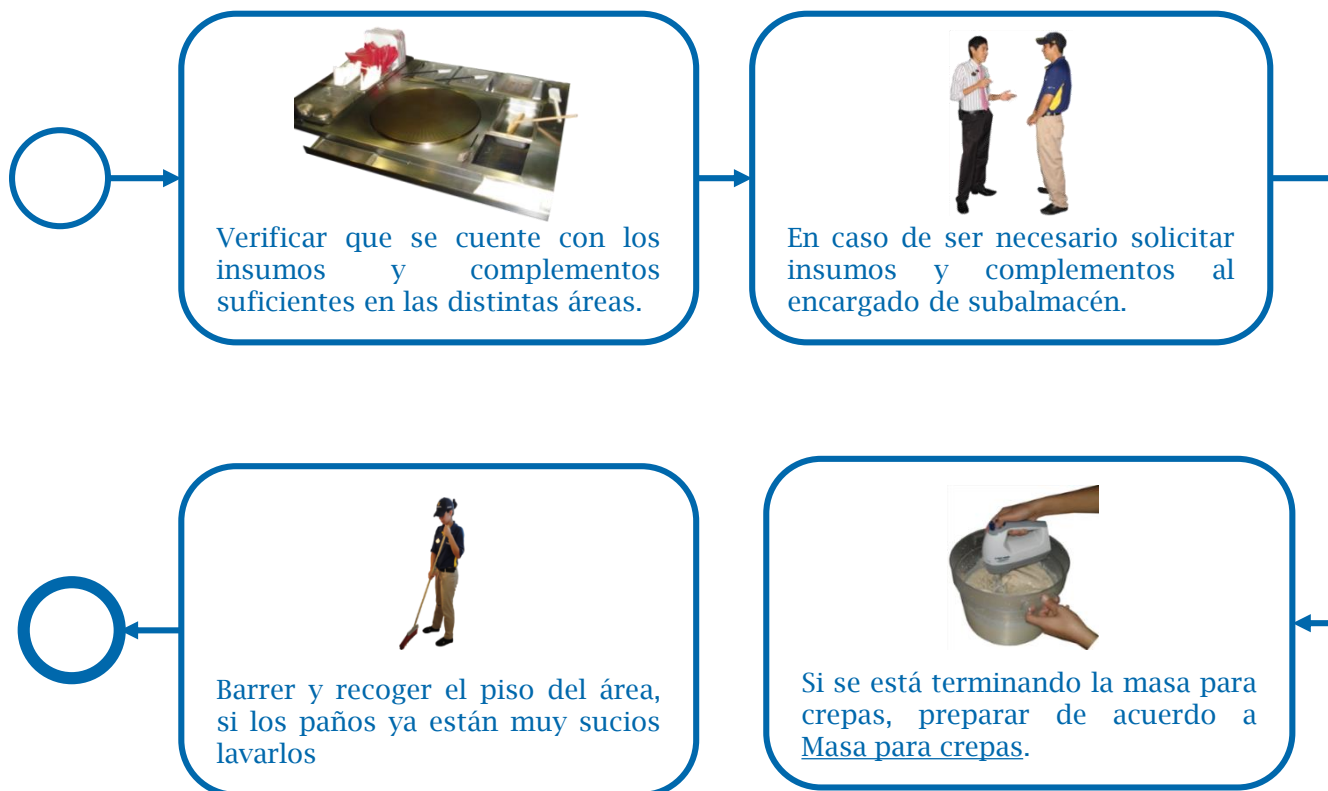 Verificar que se cuente con los
insumos y complementos
suficientes en las distintas áreas.
En caso de ser necesario solicitar
insumos y complementos al
encargado de subalmacén.
Barrer y recoger el piso del área,
si los paños ya están muy sucios
lavarlos
Si se está terminando la masa para
crepas, preparar de acuerdo a
Masa para crepas.